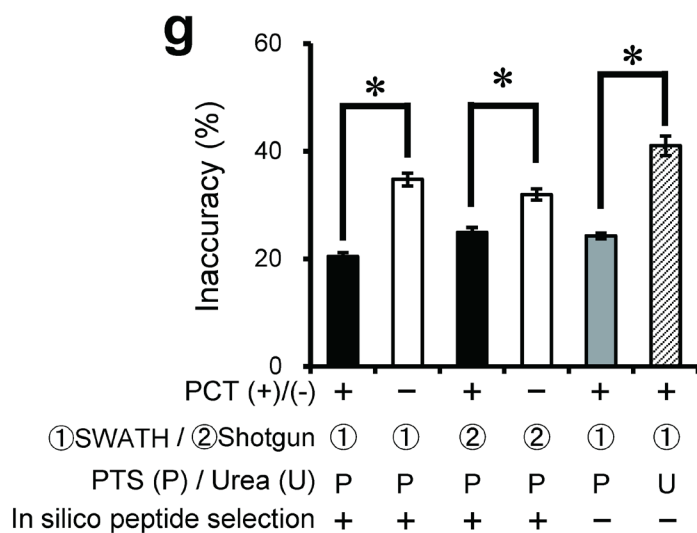 g
60
40
20
0
Inaccuracy (%)
* * *
PCT (+)/(-) + − + − + +
①SWATH / ②Shotgun ① ① ② ② ① ①
PTS (P) / Urea (U) P P P P P U
In silico peptide selection + + + + − −